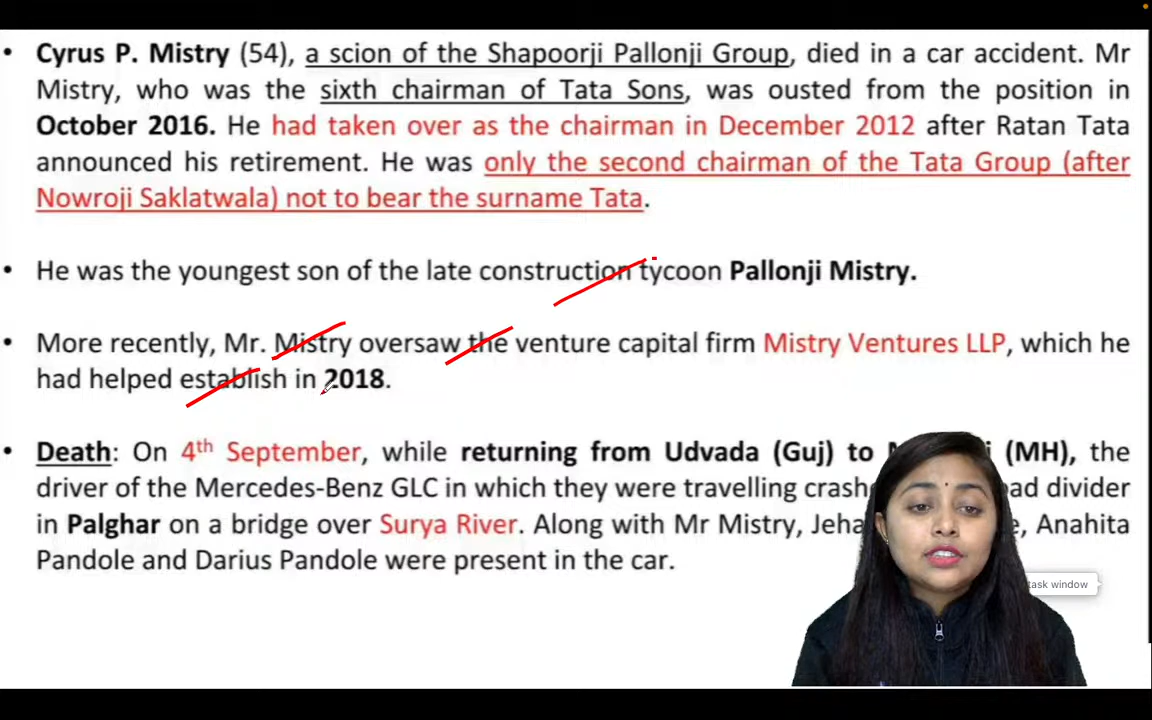 • Cyrus P. Mistry (54), a scion of the Shapoorji Pallonji Group, died in a car accident. Mr
Mistry, who was the sixth chairman of Tata Sons, was ousted from the position in
October 2016. He had taken over as the chairman in December 2012 after Ratan Tata
announced his retirement. He was only the second chairman of the Tata Group (after
Nowroji Saklatwala) not to bear the surname Tata.
• He was the youngest son of the late construction tycoon Pallonji Mistry.
• More recently, Mr. Mistry oversaw the venture capital firm Mistry Ventures LLP, which he
had helped establish in 2018.
• Death: On 4th September, while returning from Udvada (Guj) to (MH), the
driver of the Mercedes-Benz GLC in which they were travelling divider
in Palghar on a bridge over Surya River. Along with Mr Mistry, Anahita
Pandole and Darius Pandole were present in the car.
task window